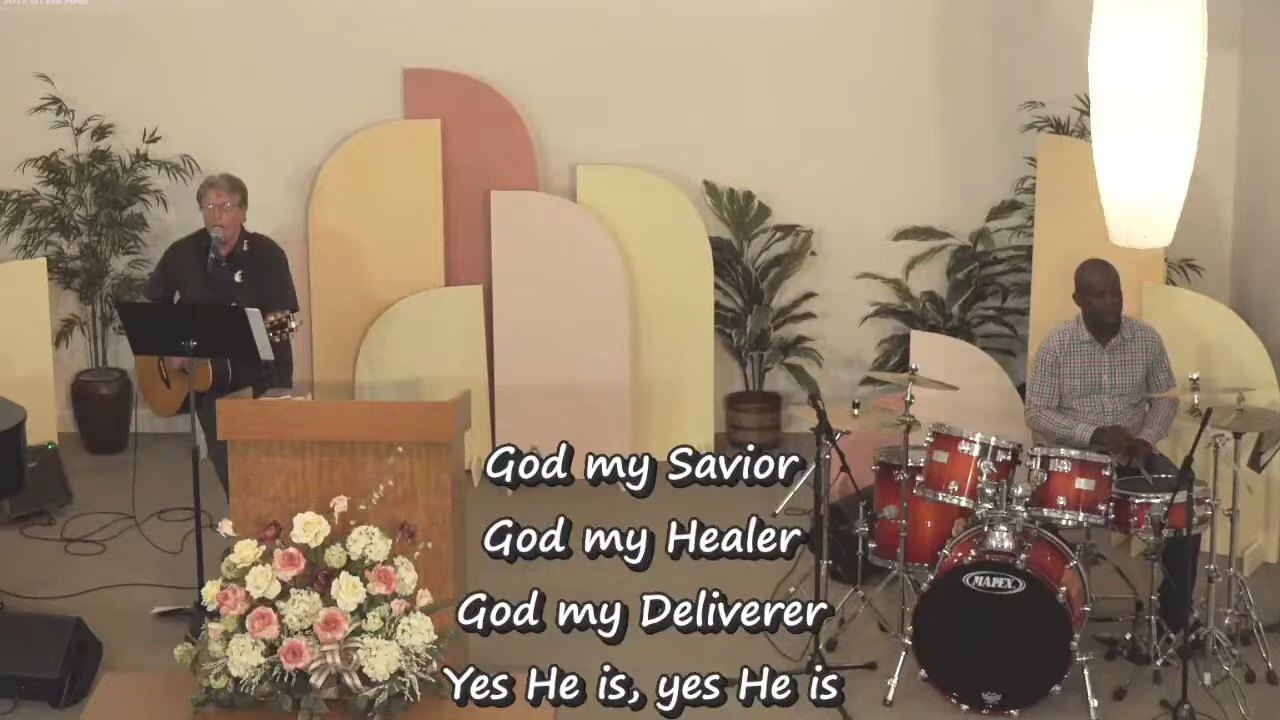 God my Savior
God my Healer
God my Deliverer
Yes He is, yes He is
MAPEX